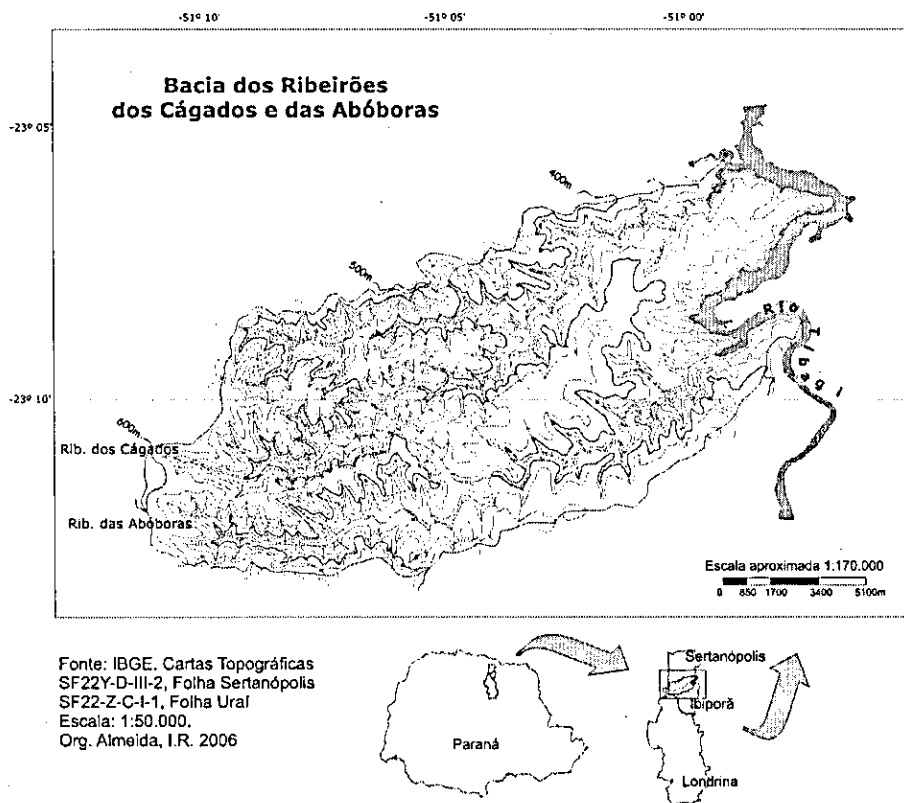 -51º 10'
-51º 05'
-51º 00'
Bacia dos Ribeirões
dos Cágados e das Abóboras
-23º 05'
400m
500m
Rio Tibagi
-23º 10'
600m
Rib. dos Cágados
Rib. das Abóboras
Escala aproximada 1:170.000
0 850 1700 3400 5100m
Fonte: IBGE. Cartas Topográficas
SF22Y-D-III-2, Folha Sertanópolis
SF22-Z-C-I-1, Folha Uraí
Escala: 1:50.000.
Org. Almeida, I.R. 2006
Paraná
Sertanópolis
Ibiporã
Londrina